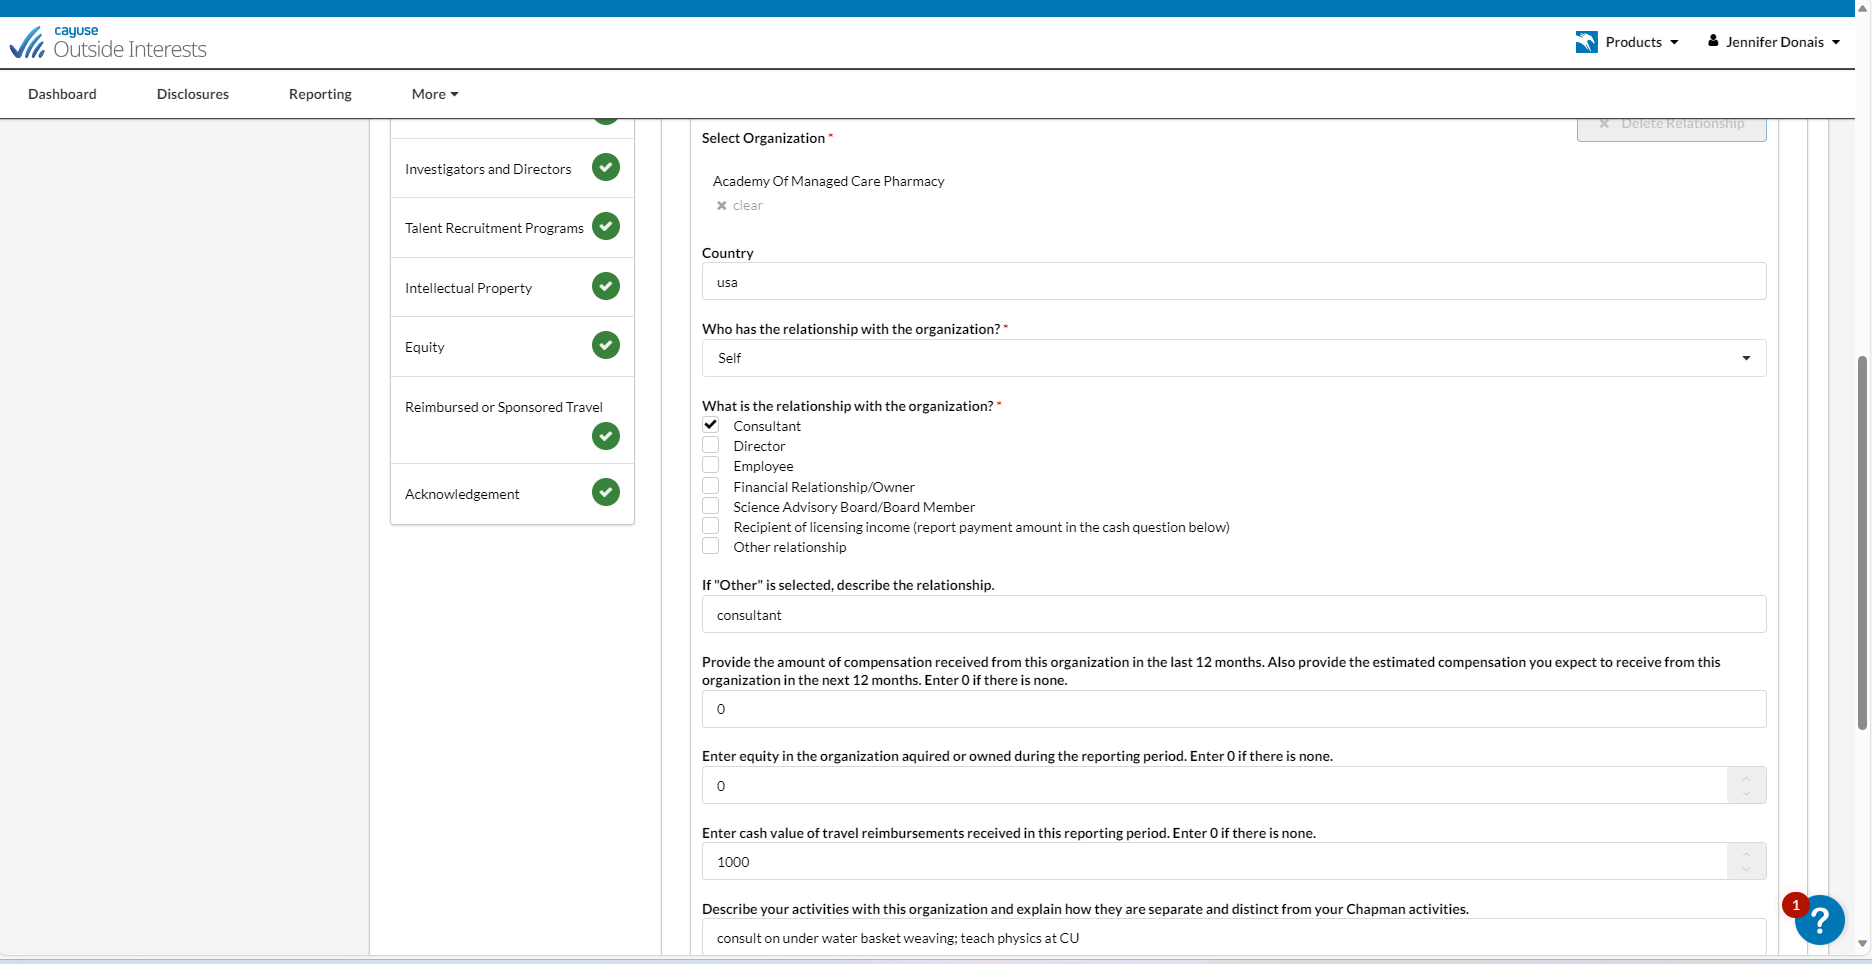 cayuse
Outside Interests
Products
Jennifer Donais
Dashboard
Disclosures
Reporting
More
Investigators and Directors
Talent Recruitment Programs
Intellectual Property
Equity
Reimbursed or Sponsored Travel
Acknowledgement
Delete Relationship
Select Organization *
Academy Of Managed Care Pharmacy
clear
Country
usa
Who has the relationship with the organization? *
Self
What is the relationship with the organization? *
Consultant
Director
Employee
Financial Relationship/Owner
Science Advisory Board/Board Member
Recipient of licensing income (report payment amount in the cash question below)
Other relationship
If "Other" is selected, describe the relationship.
consultant
Provide the amount of compensation received from this organization in the last 12 months. Also provide the estimated compensation you expect to receive from this
organization in the next 12 months. Enter 0 if there is none.
0
Enter equity in the organization aquired or owned during the reporting period. Enter 0 if there is none.
0
Enter cash value of travel reimbursements received in this reporting period. Enter 0 if there is none.
1000
Describe your activities with this organization and explain how they are separate and distinct from your Chapman activities.
consult on under water basket weaving; teach physics at CU
1
?